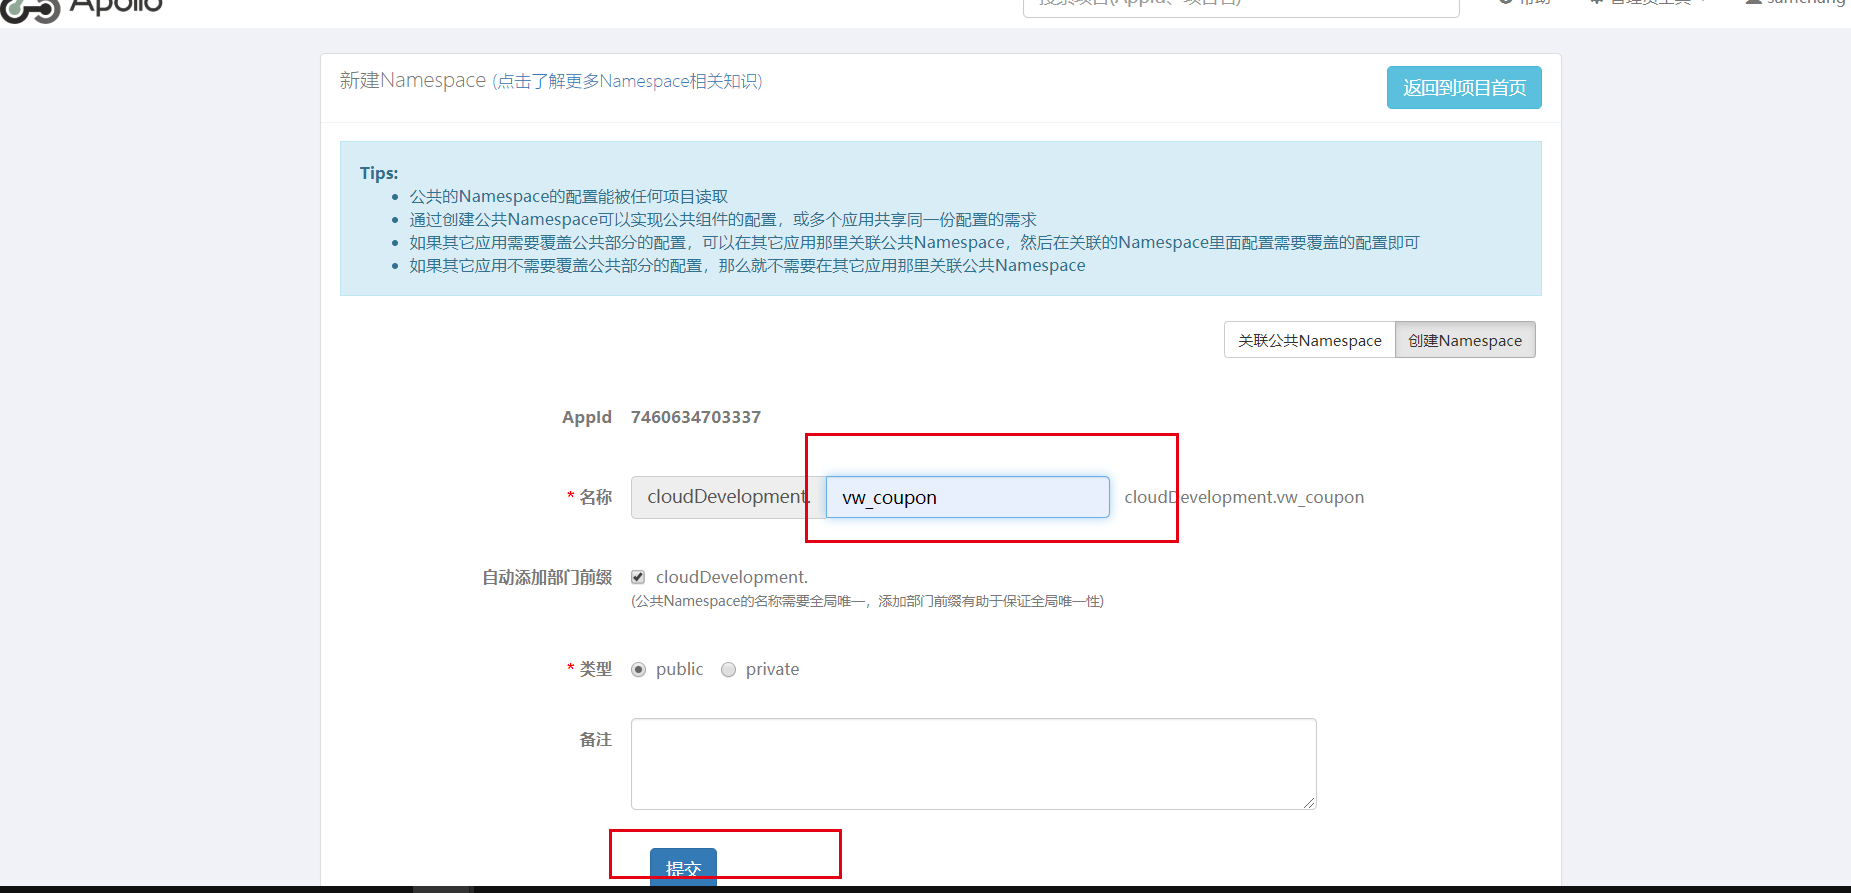 Apollo
搜索项目(AppId、项目名)
帮助
管理员工具
新建Namespace (点击了解更多Namespace相关知识)
返回到项目首页
Tips:
公共的Namespace的配置能被任何项目读取
通过创建公共Namespace可以实现公共组件的配置，或多个应用共享同一份配置的需求
如果其它应用需要覆盖公共部分的配置，可以在其它应用那里关联公共Namespace，然后在关联的Namespace里面配置需要覆盖的配置即可
如果其它应用不需要覆盖公共部分的配置，那么就不需要在其它应用那里关联公共Namespace
关联公共Namespace 创建Namespace
AppId 7460634703337
* 名称 cloudDevelopment. vw_coupon cloudDevelopment.vw_coupon
自动添加部门前缀 cloudDevelopment.
(公共Namespace的名称需要全局唯一，添加部门前缀有助于保证全局唯一性)
* 类型 public private
备注
提交